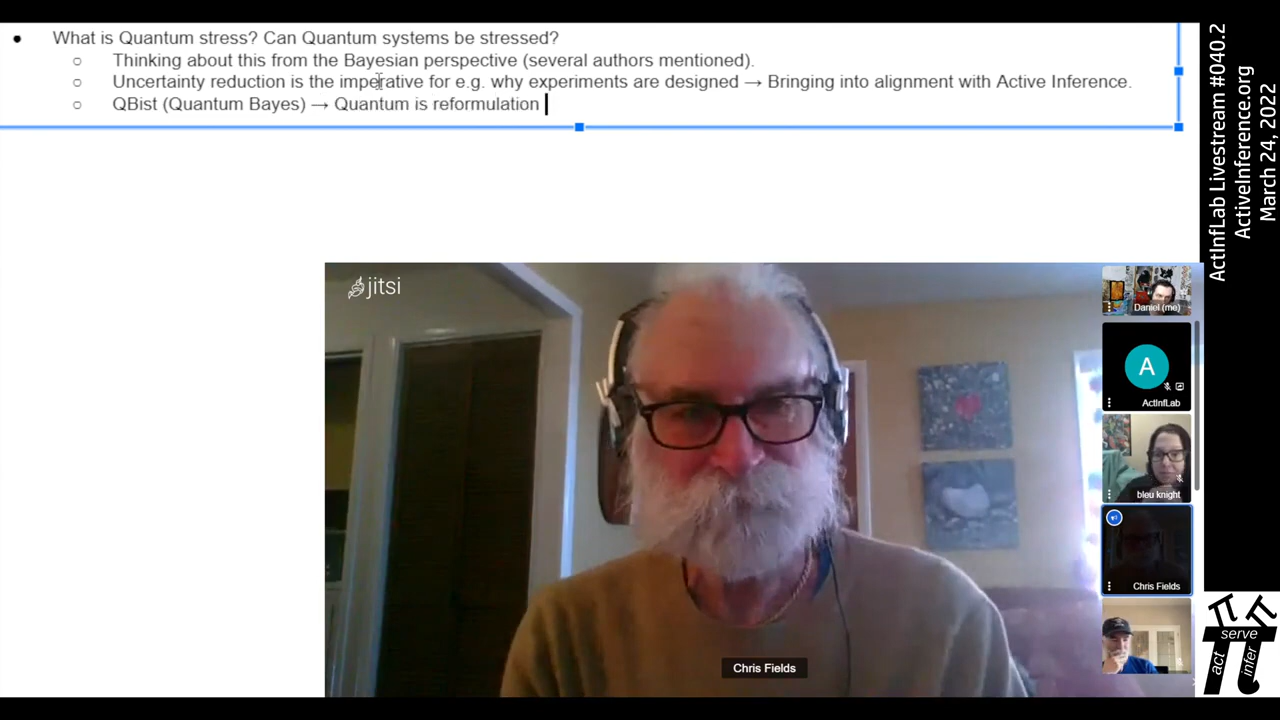 What is Quantum stress? Can Quantum systems be stressed?
Thinking about this from the Bayesian perspective (several authors mentioned).
Uncertainty reduction is the imperative for e.g. why experiments are designed → Bringing into alignment with Active Inference.
QBist (Quantum Bayes) → Quantum is reformulation
jitsi
Daniel (me)
A
ActInfLab
bleu knight
Chris Fields
Chris Fields
ActInfLab Livestream #040.2
ActiveInference.org
March 24, 2022
act
serve
infer